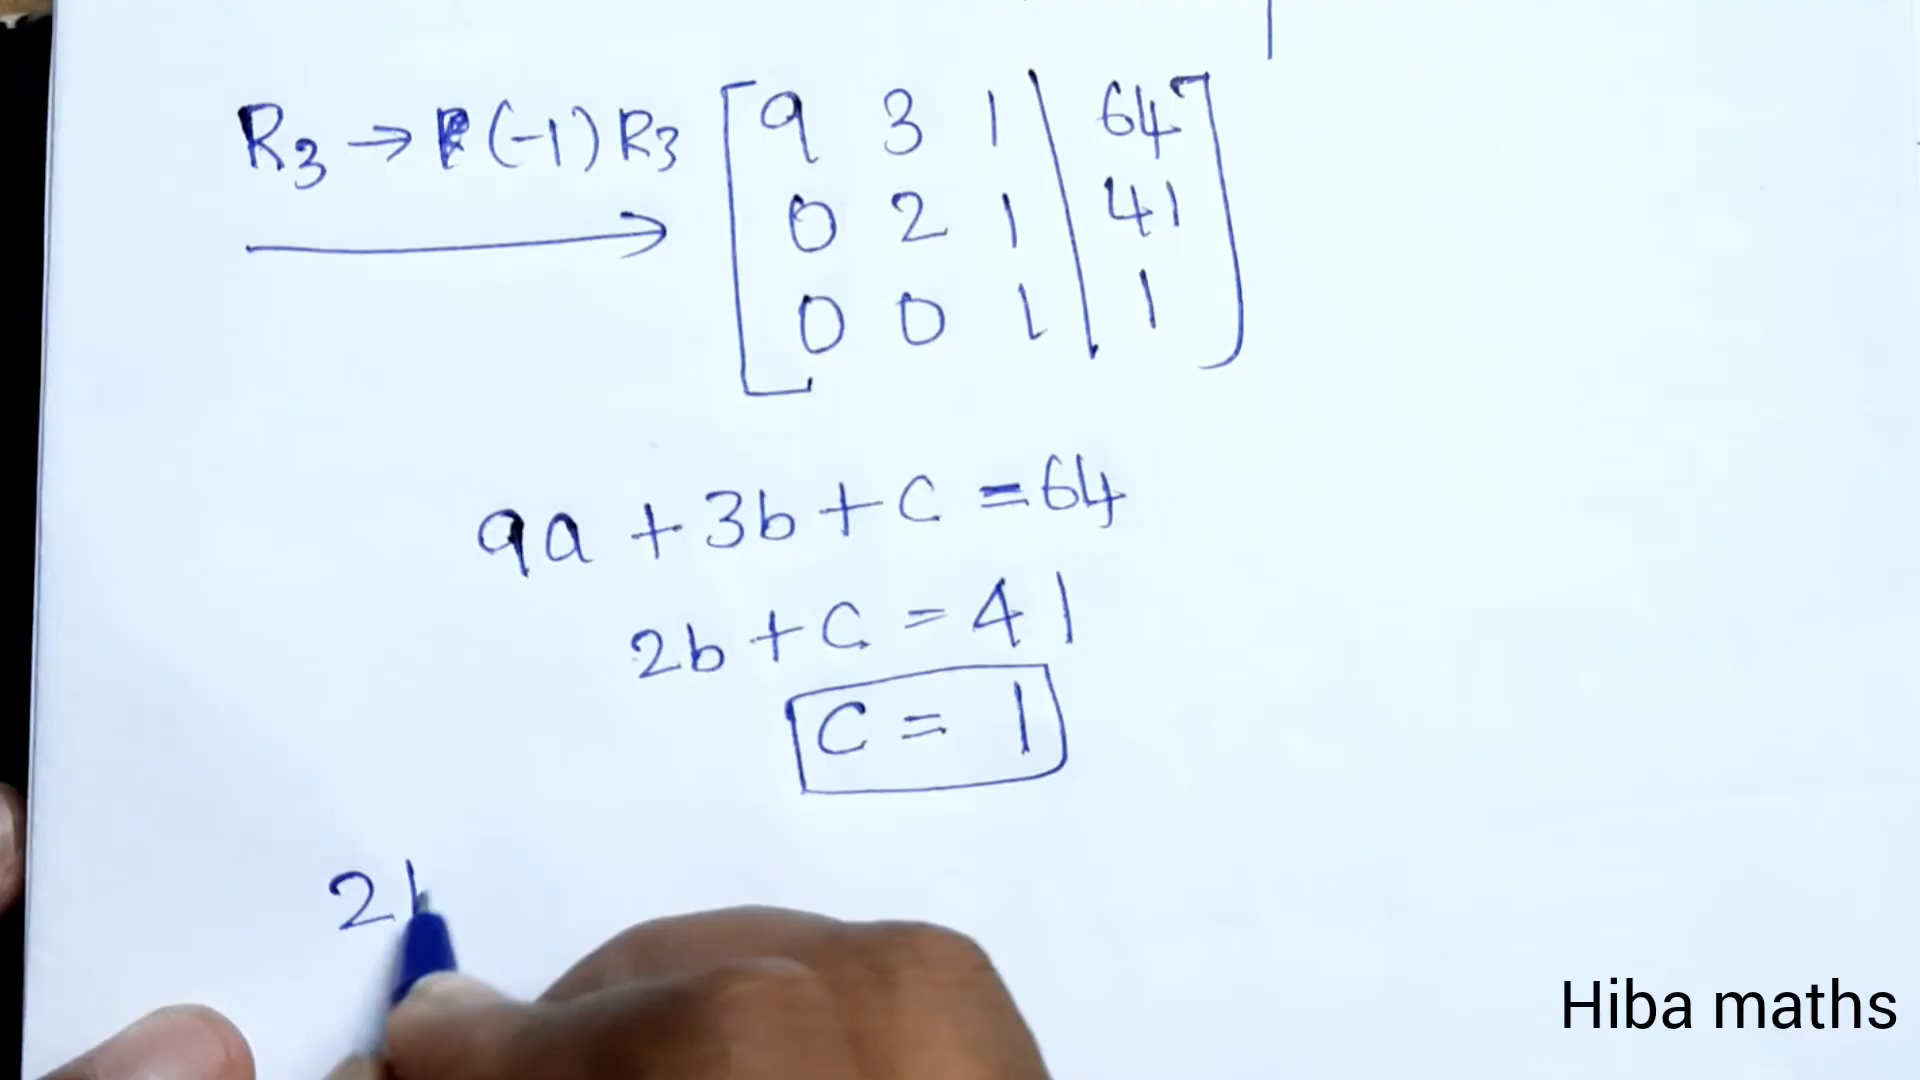 R₃ → (-1) R₃ [9 3 1 | 64]
[0 2 1 | 41]
[0 0 1 | 1]
9a + 3b + c = 64
2b + c = 41
c = 1
2
Hiba maths